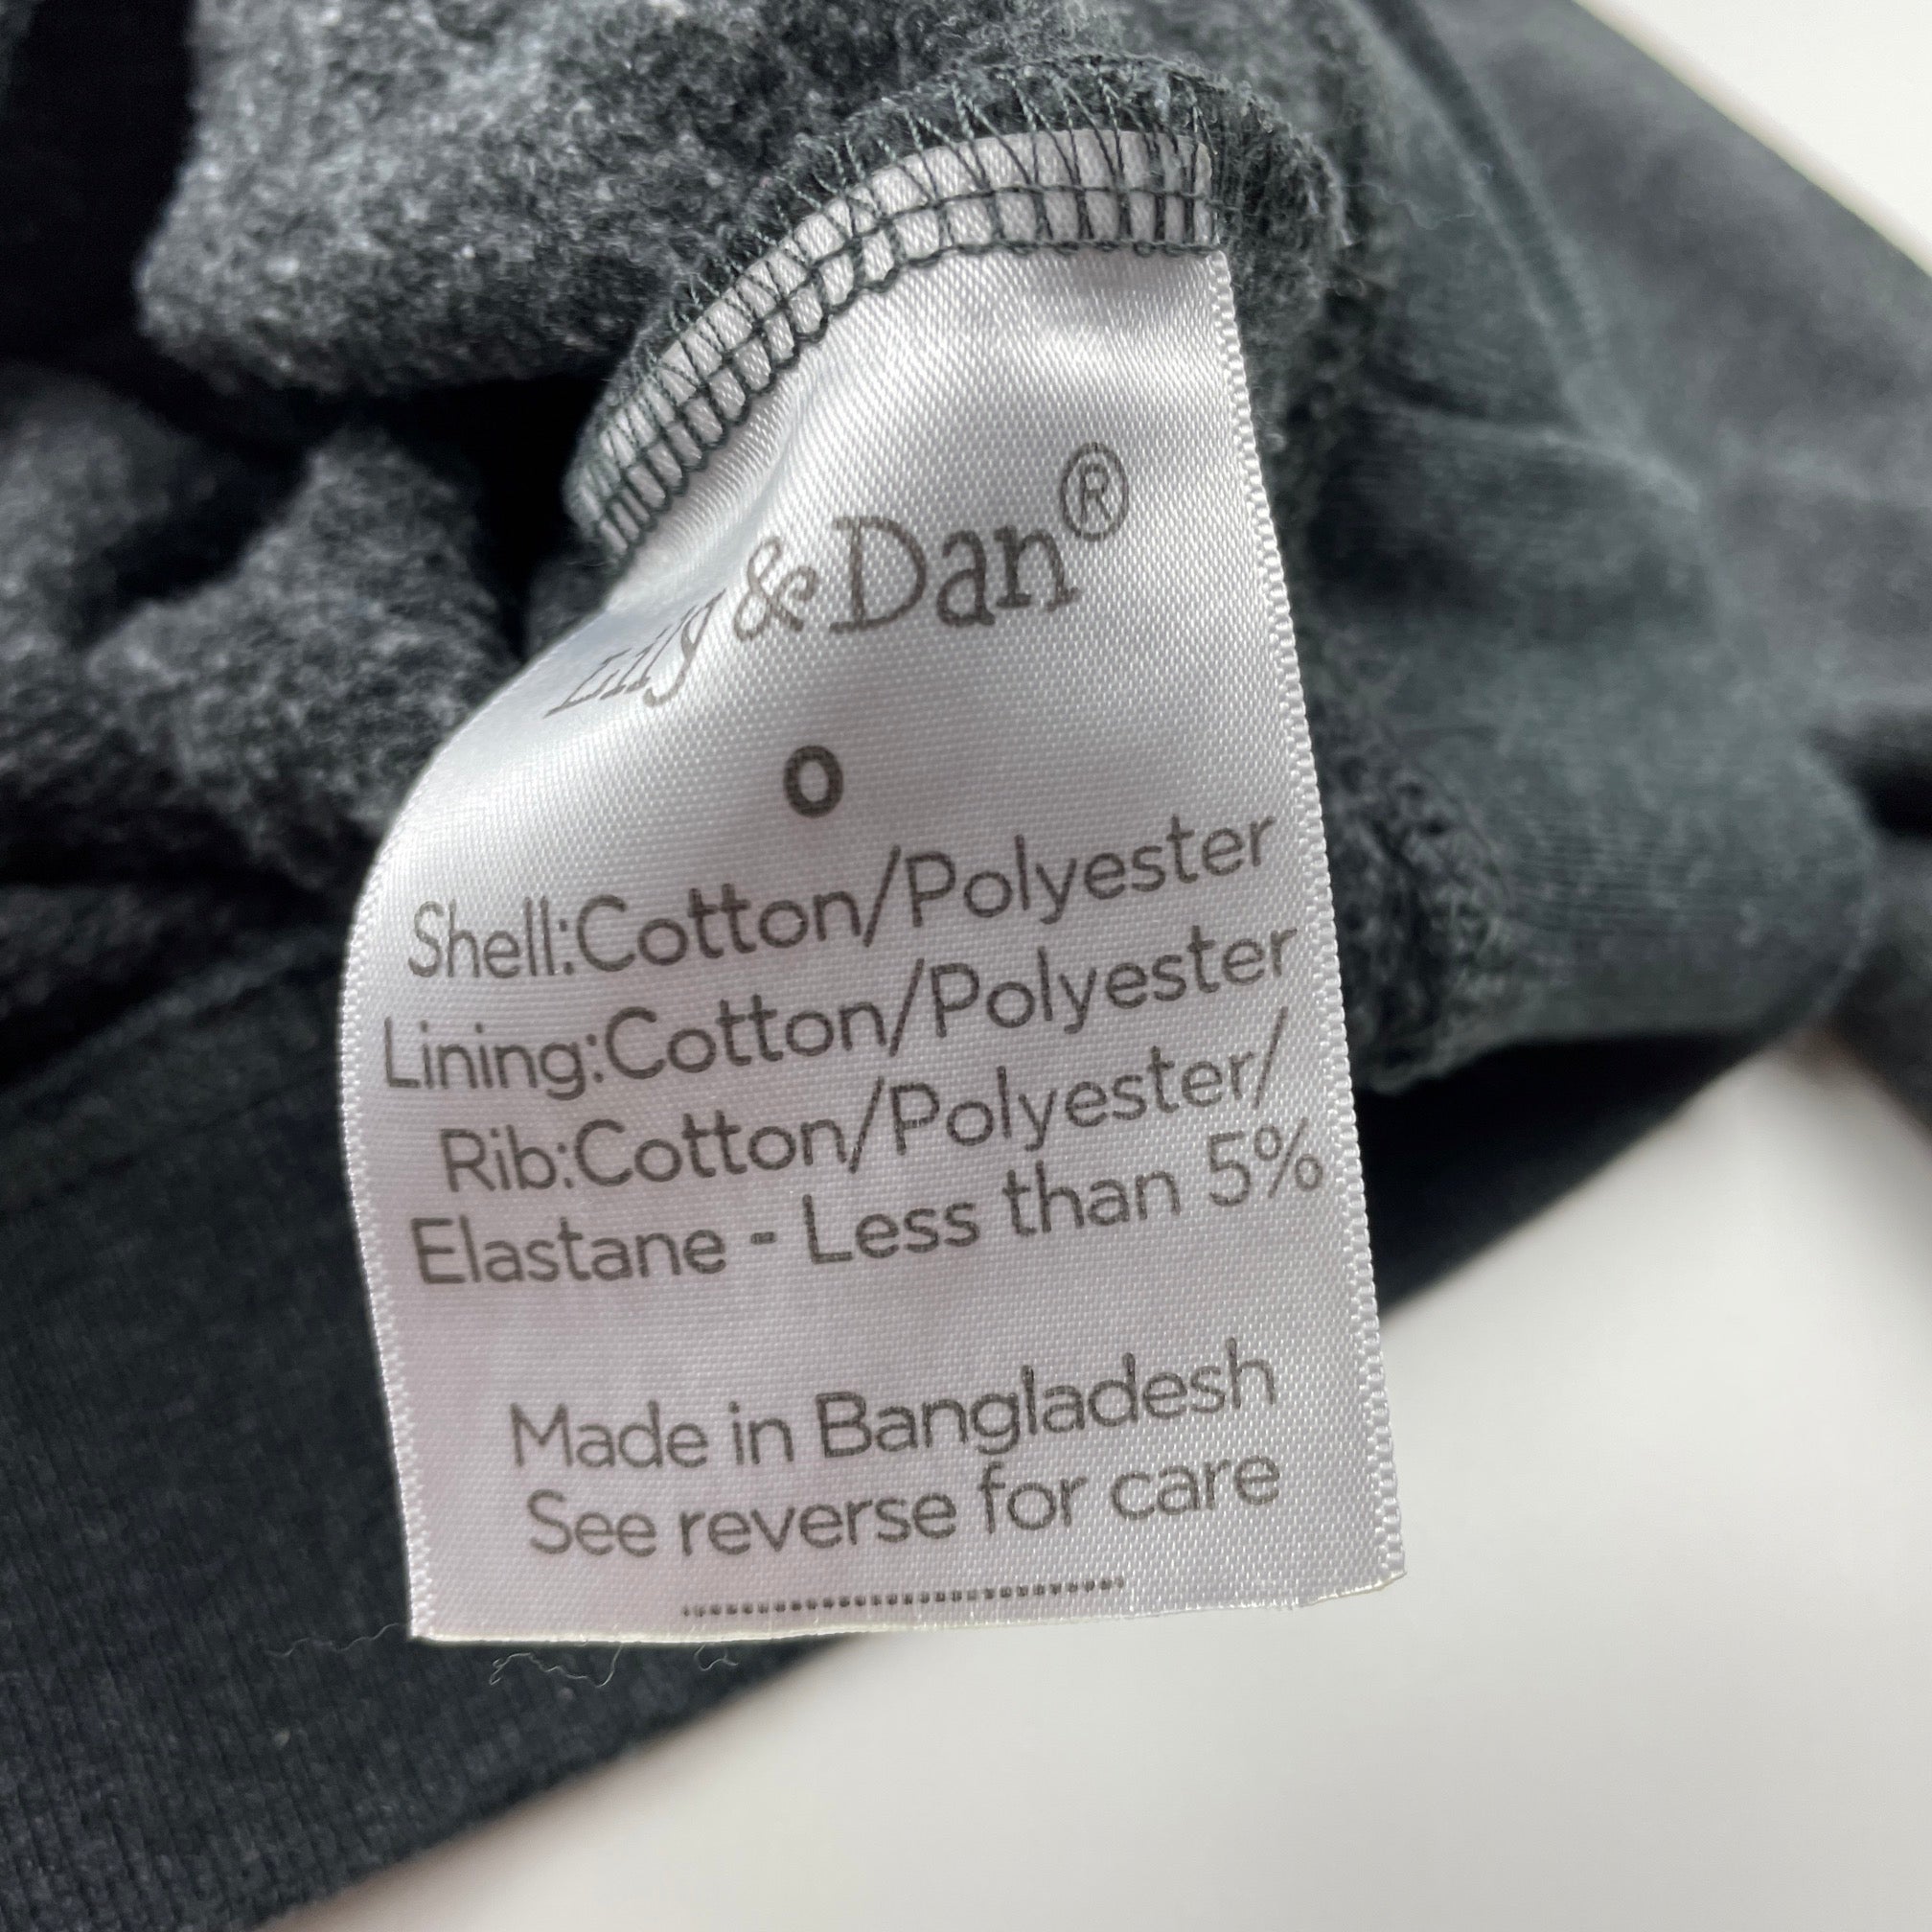 Lily & Dan®
0
Shell:Cotton/Polyester
Lining:Cotton/Polyester
Rib:Cotton/Polyester/
Elastane - Less than 5%
Made in Bangladesh
See reverse for care